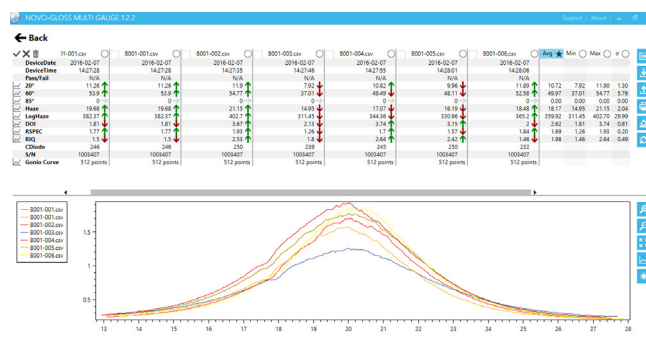 NOVO-GLOSS MULTI GAUGE 1.2.2 Support | About |
Back
01-001.csv B001-001.csv B001-002.csv B001-003.csv B001-004.csv B001-005.csv B001-006.csv Avg Min Max σ
DeviceDate 2016-02-07 2016-02-07 2016-02-07 2016-02-07 2016-02-07 2016-02-07 2016-02-07
DeviceTime 14:27:28 14:27:28 14:27:35 14:27:46 14:27:55 14:28:01 14:28:06
Pass/Fail N/A N/A N/A N/A N/A N/A N/A
20° 11.26 11.26 11.9 7.92 10.82 9.96 11.89 10.72 7.92 11.90 1.30
60° 53.9 53.9 54.77 37.01 49.49 48.11 52.58 49.97 37.01 54.77 5.76
85° 0 0 0 0 0 0 0 0.00 0.00 0.00 0.00
Haze 19.68 19.68 21.15 14.95 17.07 16.19 18.48 18.17 14.95 21.15 2.04
LogHaze 382.37 382.37 402.7 311.45 344.36 330.96 365.2 359.92 311.45 402.70 29.99
DOI 1.81 1.81 3.67 2.13 3.74 3.15 2 2.62 1.81 3.74 0.81
RSPEC 1.77 1.77 1.93 1.26 1.7 1.57 1.84 1.69 1.26 1.93 0.20
RIQ 1.5 1.5 2.53 1.8 2.64 2.42 1.46 1.98 1.46 2.64 0.49
CDiode 246 246 250 239 245 236 232
S/N 1003407 1003407 1003407 1003407 1003407 1003407 1003407
Gonio Curve 512 points 512 points 512 points 512 points 512 points 512 points 512 points
B001-001.csv
B001-001.csv
B001-002.csv
B001-003.csv
B001-004.csv
B001-005.csv
B001-006.csv
1.5
1
0.5
13 14 15 16 17 18 19 20 21 22 23 24 25 26 27 28